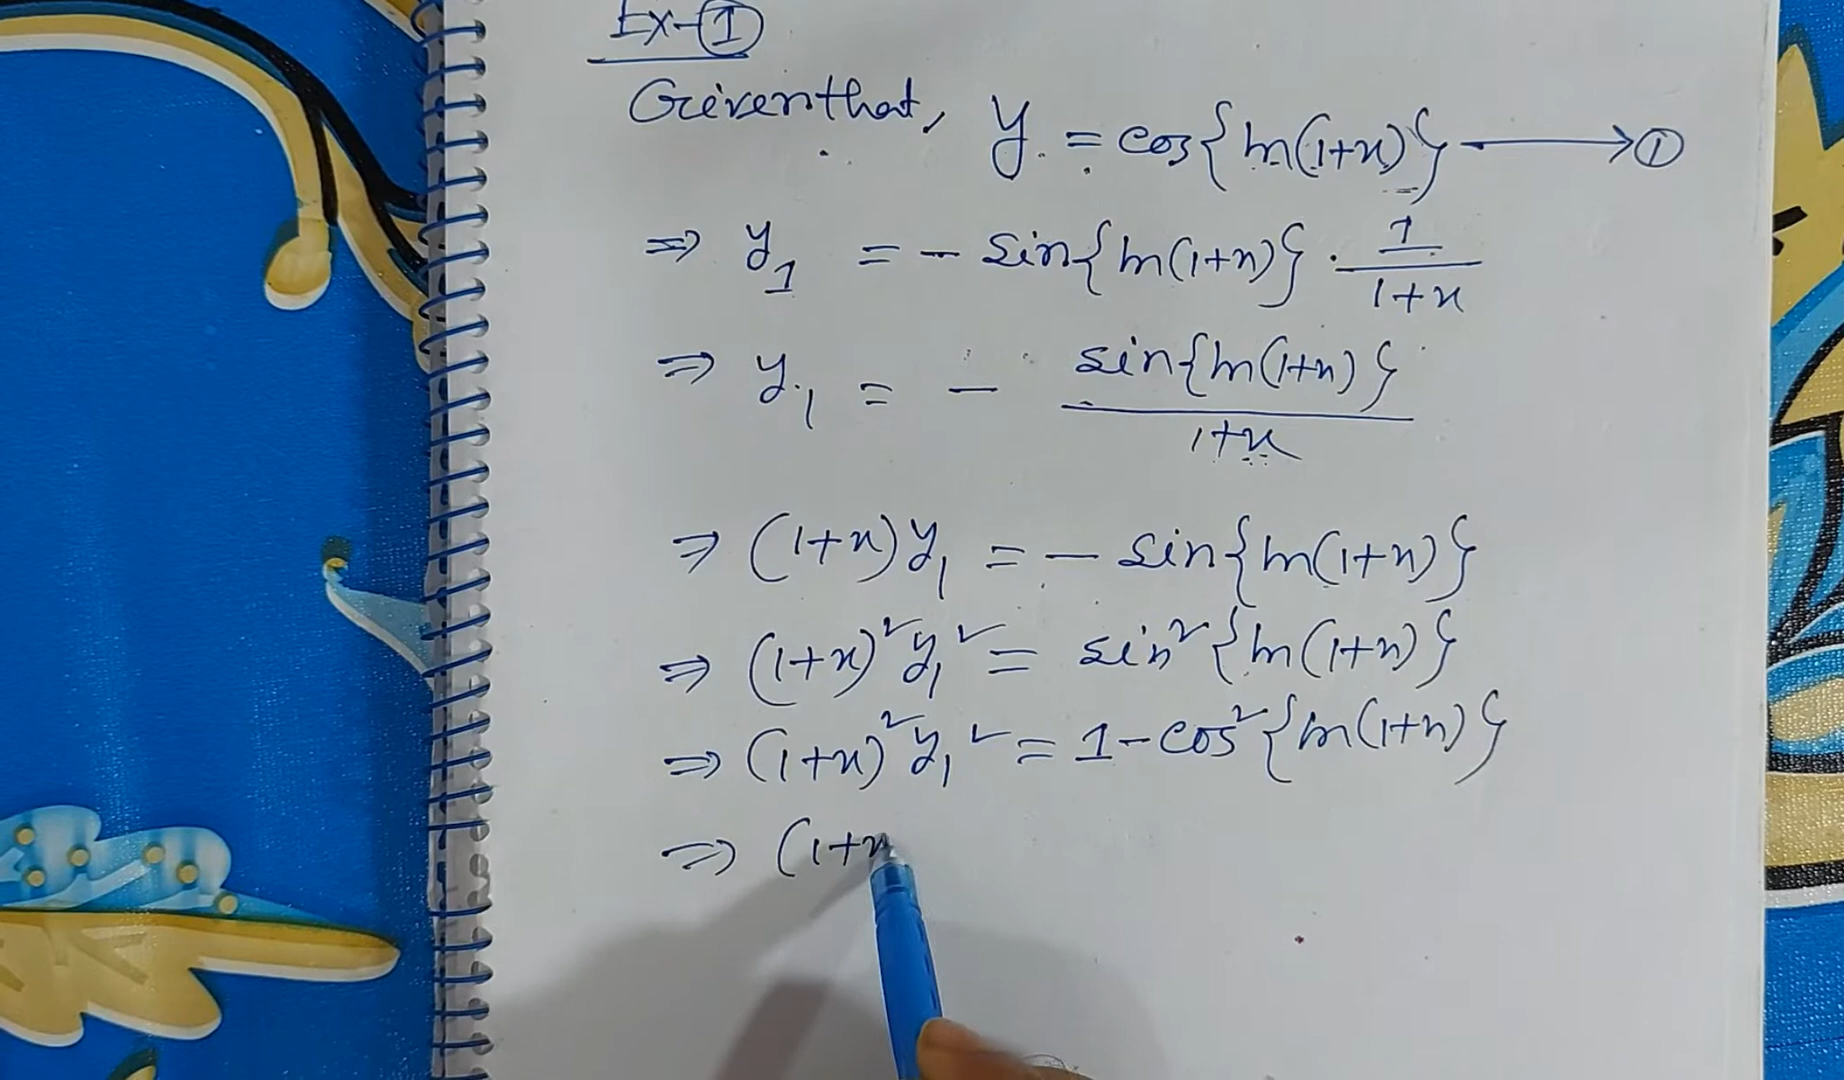 Ex-①
Given that, y = cos{ln(1+x)} ⟶ ①
⇒ y₁ = - sin{ln(1+x)} · 1/(1+x)
⇒ y₁ = - sin{ln(1+x)}/(1+x)
⇒ (1+x)y₁ = - sin{ln(1+x)}
⇒ (1+x)²y₁² = sin²{ln(1+x)}
⇒ (1+x)²y₁² = 1-cos²{ln(1+x)}
⇒ (1+x